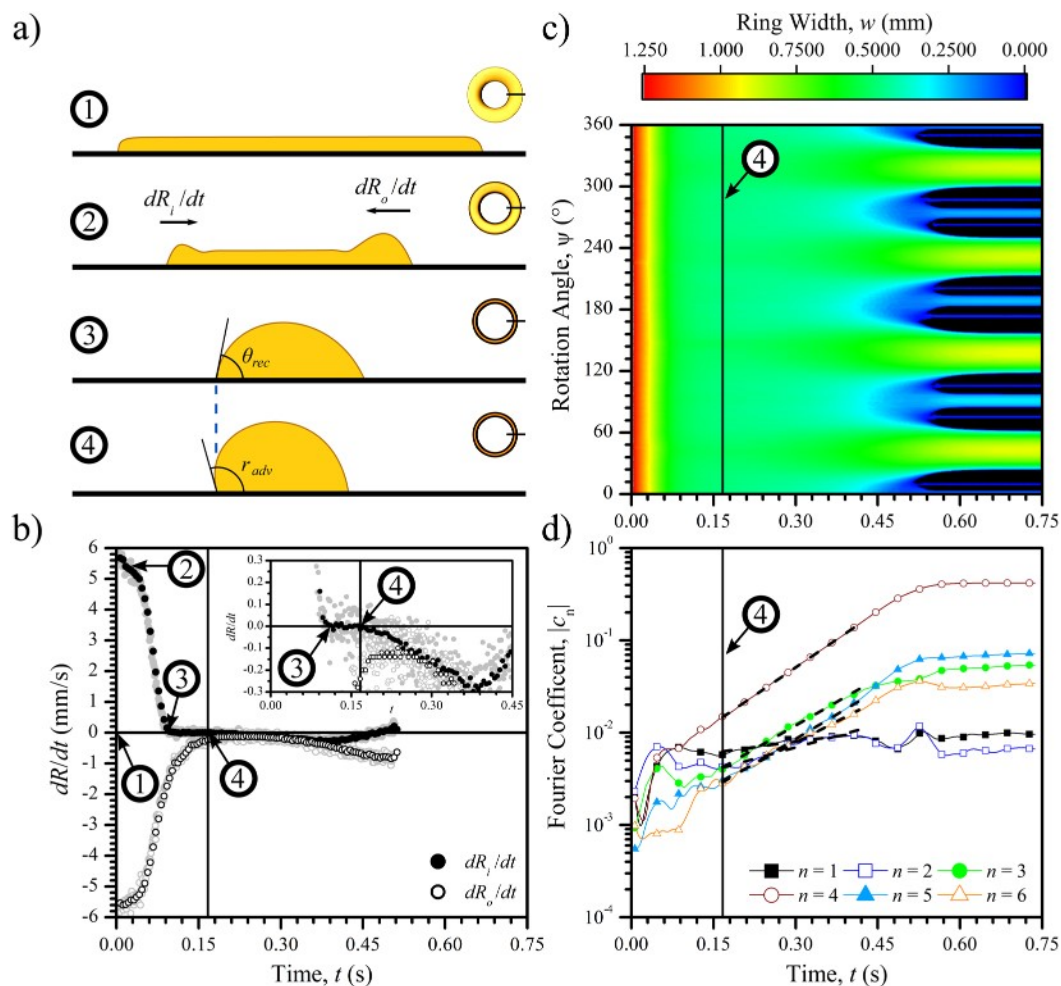 a)
1
2
dR_i/dt
dR_o/dt
3
θ_rec
4
r_adv
b)
dR/dt (mm/s)
6
5
4
3
2
1
0
-1
-2
-3
-4
-5
-6
0.00 0.15 0.30 0.45 0.60 0.75
Time, t (s)
2
3
1
4
dR_i/dt
dR_o/dt
dR/dt
0.3
0.2
0.1
0.0
-0.1
-0.2
-0.3
0.00 0.15 0.30 0.45
3
4
c)
Ring Width, w (mm)
1.250 1.000 0.7500 0.5000 0.2500 0.000
Rotation Angle, ψ (°)
360
300
240
180
120
60
0
4
0.00 0.15 0.30 0.45 0.60 0.75
d)
Fourier Coefficent, |c_n|
10^0
10^-1
10^-2
10^-3
10^-4
4
n = 1 n = 2 n = 3
n = 4 n = 5 n = 6
0.00 0.15 0.30 0.45 0.60 0.75
Time, t (s)